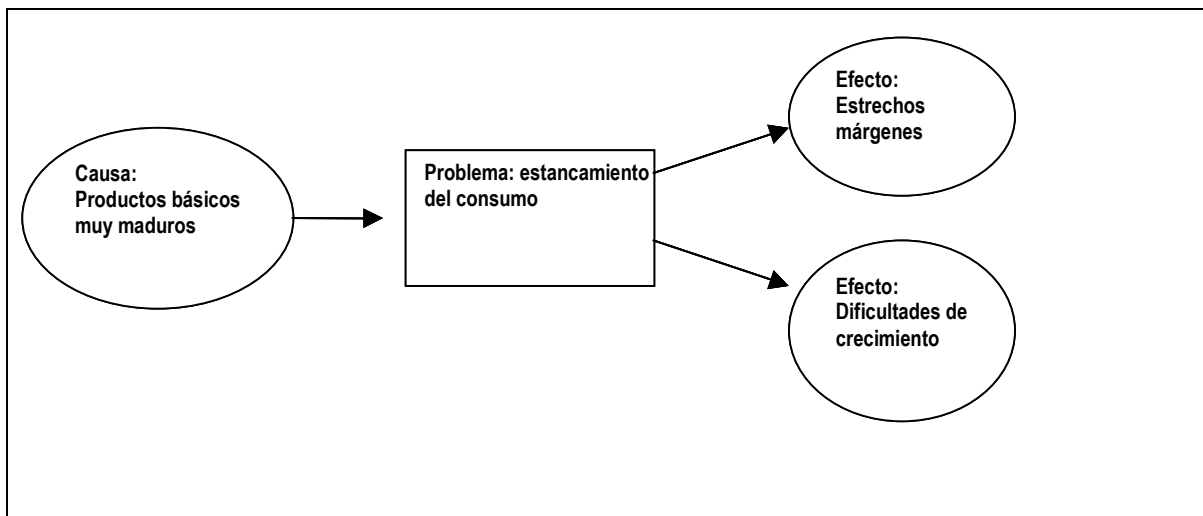 Causa:
Productos básicos
muy maduros
Problema: estancamiento
del consumo
Efecto:
Estrechos
márgenes
Efecto:
Dificultades de
crecimiento